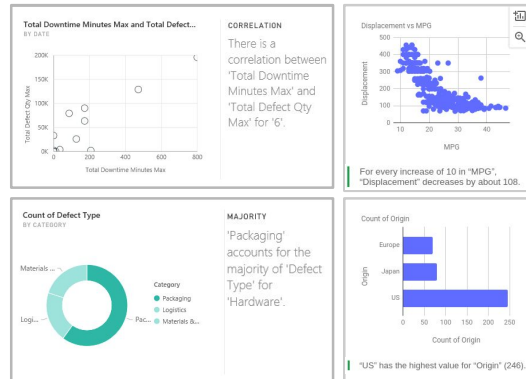 Total Downtime Minutes Max and Total Defect...
BY DATE
200K
150K
100K
50K
0K
0
200
400
600
800
Total Defect Qty Max
Total Downtime Minutes Max
CORRELATION
There is a
correlation between
'Total Downtime
Minutes Max' and
'Total Defect Qty
Max' for '6'.
Displacement vs MPG
500
400
300
200
100
0
10
20
30
40
Displacement
MPG
For every increase of 10 in “MPG”,
“Displacement” decreases by about 108.
Count of Defect Type
BY CATEGORY
Materials ...
Logi...
Pac...
Category
Packaging
Logistics
Materials &...
MAJORITY
'Packaging'
accounts for the
majority of 'Defect
Type' for
'Hardware'.
Count of Origin
Europe
Japan
US
Origin
0
50
100
150
200
250
Count of Origin
“US” has the highest value for “Origin” (246).